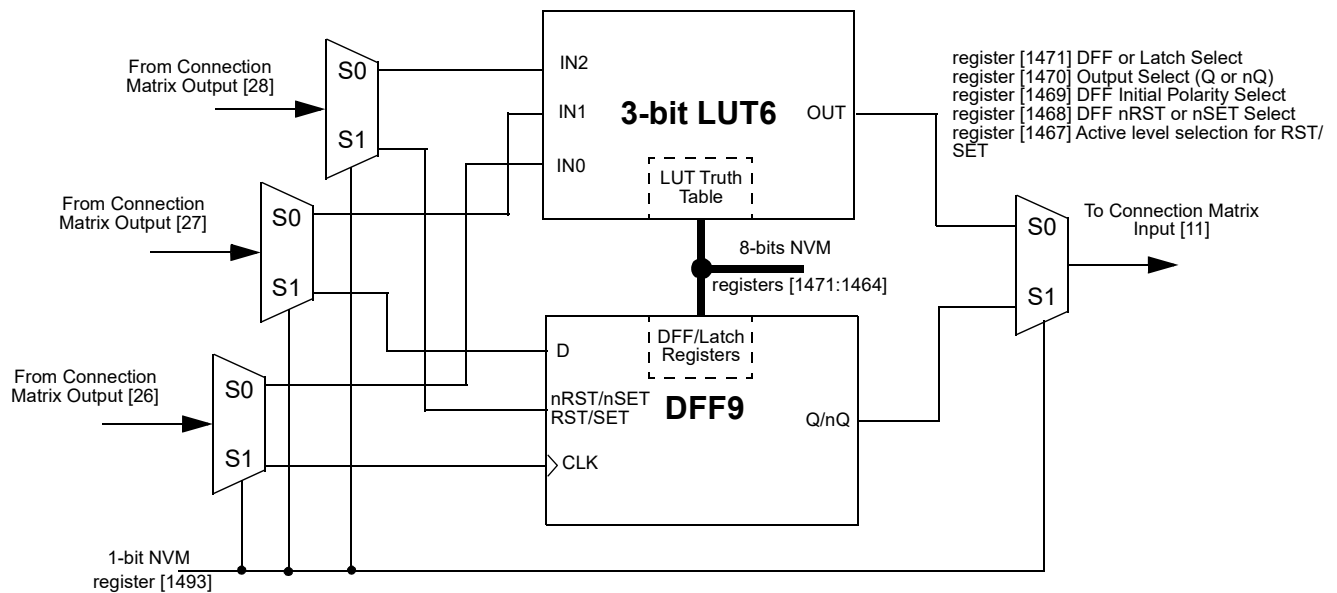 From Connection
Matrix Output [28]
S0
S1
IN2
IN1
IN0
3-bit LUT6
OUT
LUT Truth
Table
register [1471] DFF or Latch Select
register [1470] Output Select (Q or nQ)
register [1469] DFF Initial Polarity Select
register [1468] DFF nRST or nSET Select
register [1467] Active level selection for RST/
SET
From Connection
Matrix Output [27]
S0
S1
8-bits NVM
registers [1471:1464]
S0
S1
To Connection Matrix
Input [11]
From Connection
Matrix Output [26]
S0
S1
D
nRST/nSET
RST/SET
CLK
DFF/Latch
Registers
DFF9
Q/nQ
1-bit NVM
register [1493]